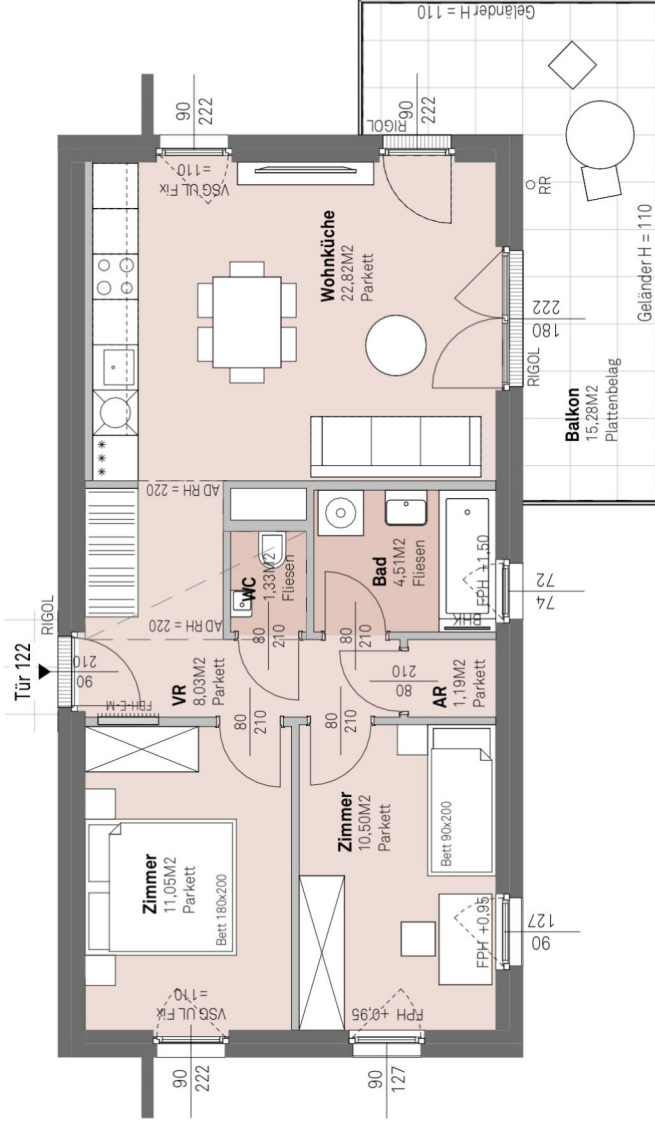 Geländer H = 110
90
222
RIGOL
90
222
VSG UL Fix
=110
Wohnküche
22,82M2
Parkett
RR
Geländer H = 110
222
180
RIGOL
Balkon
15,28M2
Plattenbelag
***
AD RH = 220
WC
1,33M2
Fliesen
Bad
4,51M2
Fliesen
FPH +1,50
BHK
72
74
Tür 122
RIGOL
210
90
AD RH = 220
FBH-E-M
VR
8,03M2
Parkett
80
210
80
210
80
210
80
210
210
80
AR
1,19M2
Parkett
Zimmer
11,05M2
Parkett
Bett 180x200
Zimmer
10,50M2
Parkett
Bett 90x200
FPH +0,95
127
90
VSG UL Fix
=110
FPH +0,95
90
222
90
127